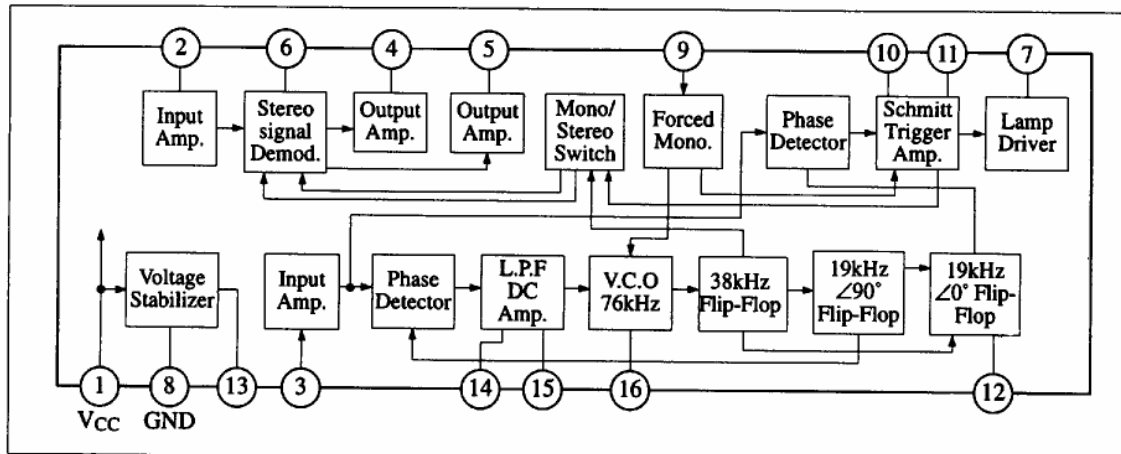 2
6
4
5
9
10
11
7
Input
Amp.
Stereo
signal
Demod.
Output
Amp.
Output
Amp.
Mono/
Stereo
Switch
Forced
Mono.
Phase
Detector
Schmitt
Trigger
Amp.
Lamp
Driver
Voltage
Stabilizer
Input
Amp.
Phase
Detector
L.P.F
DC
Amp.
V.C.O
76kHz
38kHz
Flip-Flop
19kHz
∠90°
Flip-Flop
19kHz
∠0° Flip-
Flop
1
8
13
3
14
15
16
12
VCC
GND